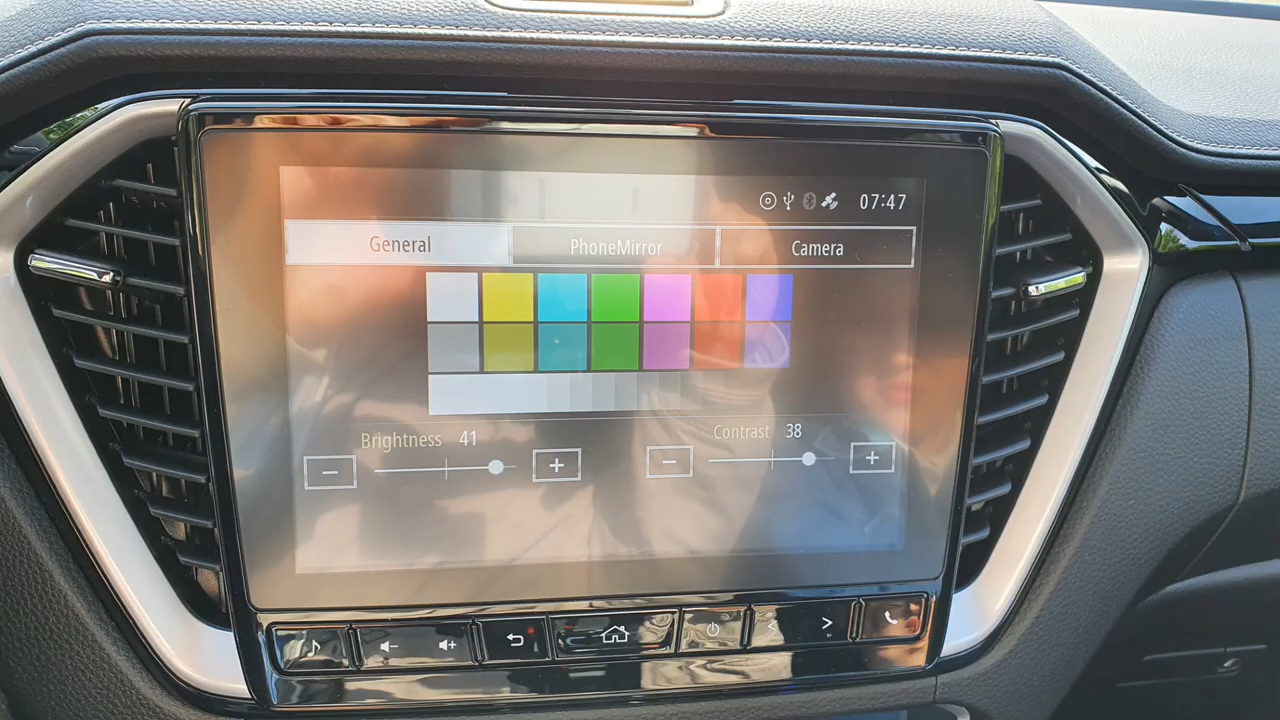 07:47
General PhoneMirror Camera
Brightness 41 Contrast 38
− + − +